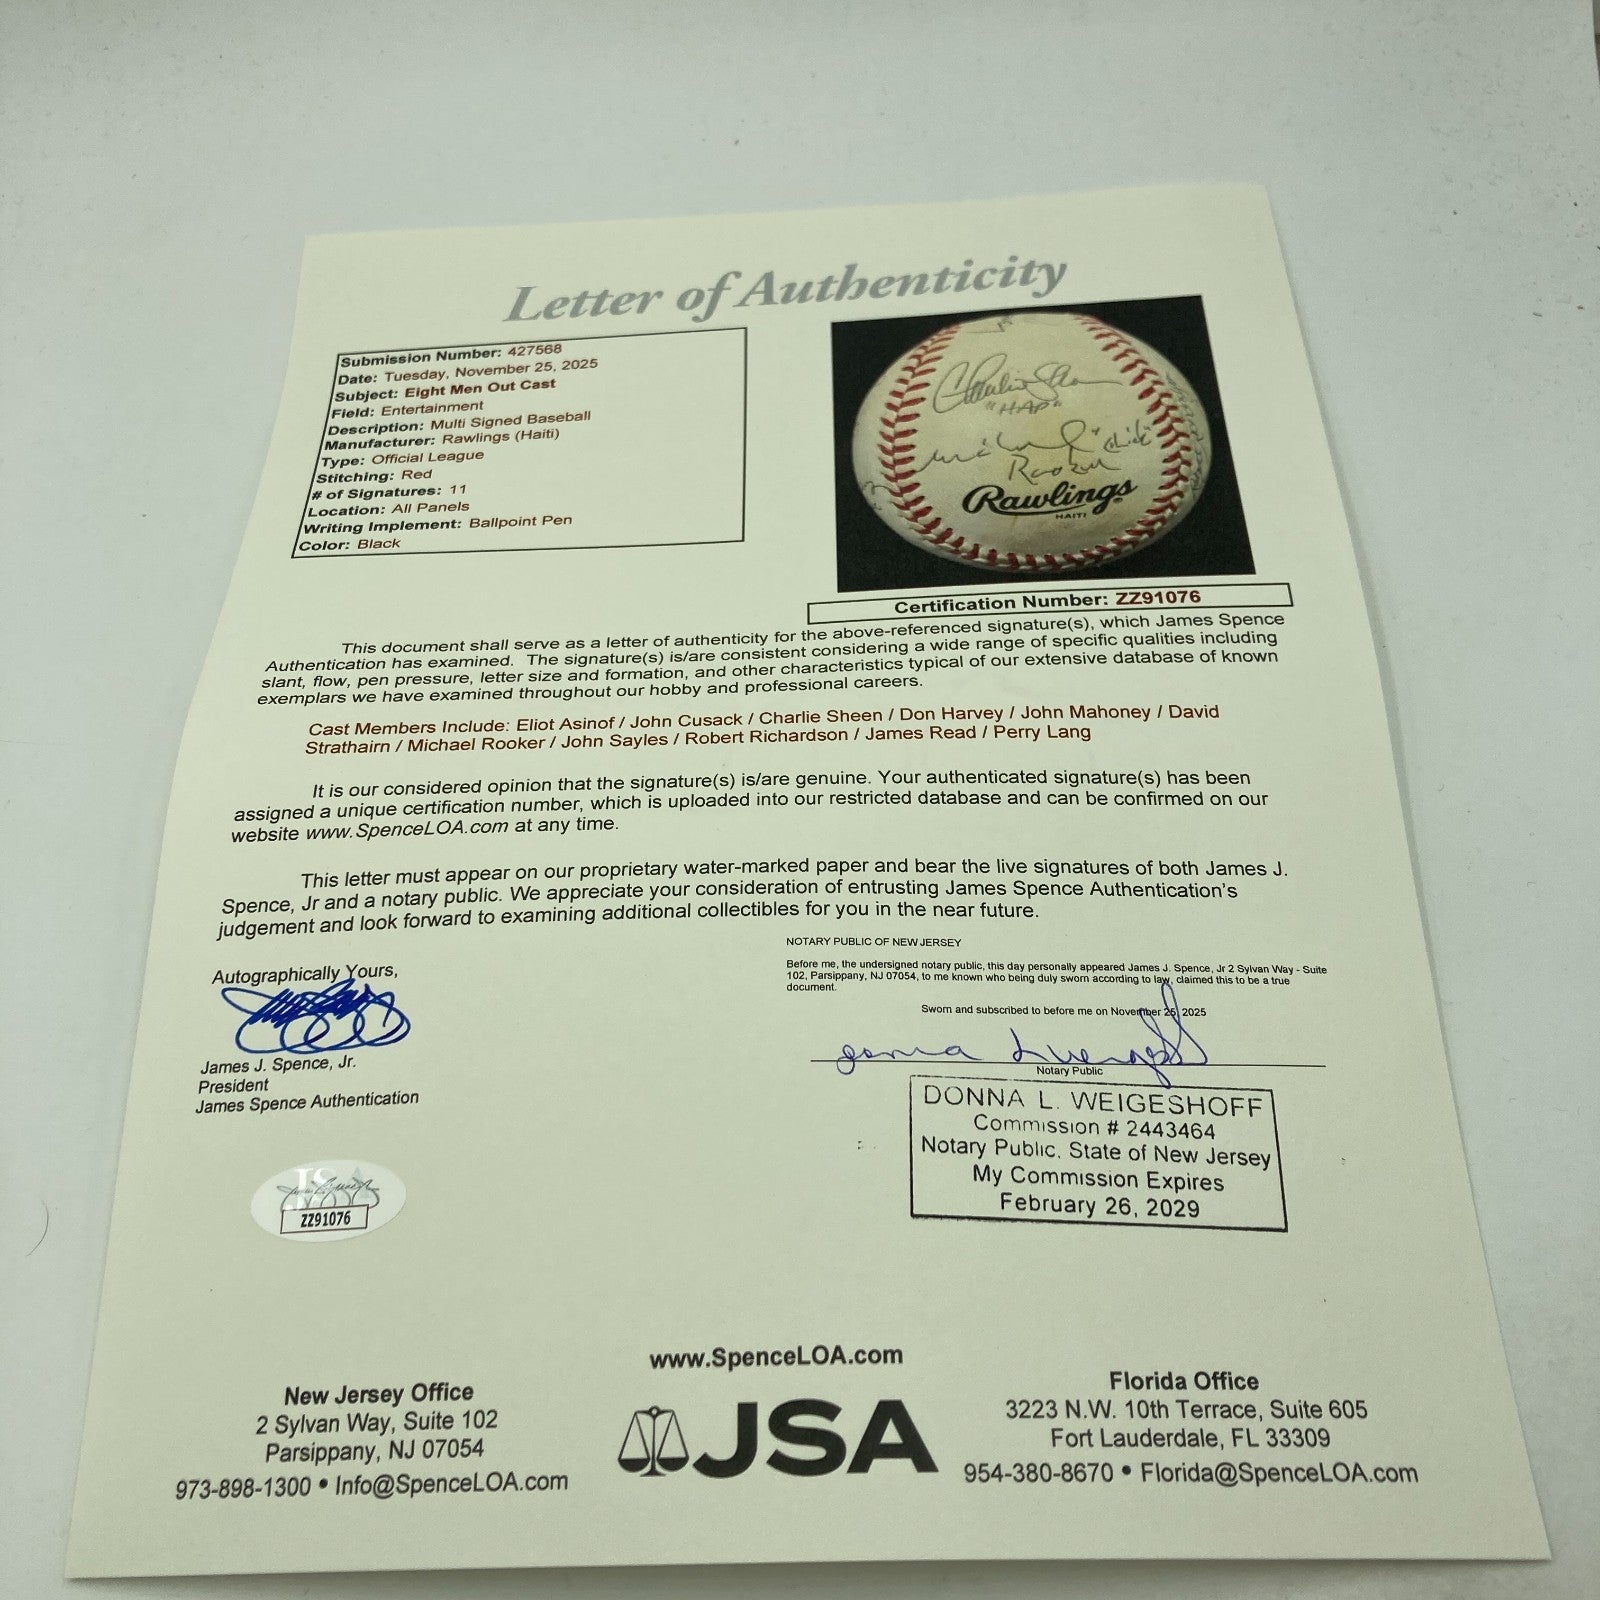 Letter of Authenticity
Submission Number: 427568
Date: Tuesday, November 25, 2025
Subject: Eight Men Out Cast
Field: Entertainment
Description: Multi Signed Baseball
Manufacturer: Rawlings (Haiti)
Type: Official League
Stitching: Red
# of Signatures: 11
Location: All Panels
Writing Implement: Ballpoint Pen
Color: Black
Charlie Sheen
"HAP"
Michael "Chick"
Rooker
Rawlings®
HAITI
Certification Number: ZZ91076
This document shall serve as a letter of authenticity for the above-referenced signature(s), which James Spence
Authentication has examined. The signature(s) is/are consistent considering a wide range of specific qualities including
slant, flow, pen pressure, letter size and formation, and other characteristics typical of our extensive database of known
exemplars we have examined throughout our hobby and professional careers.
Cast Members Include: Eliot Asinof / John Cusack / Charlie Sheen / Don Harvey / John Mahoney / David
Strathairn / Michael Rooker / John Sayles / Robert Richardson / James Read / Perry Lang
It is our considered opinion that the signature(s) is/are genuine. Your authenticated signature(s) has been
assigned a unique certification number, which is uploaded into our restricted database and can be confirmed on our
website www.SpenceLOA.com at any time.
This letter must appear on our proprietary water-marked paper and bear the live signatures of both James J.
Spence, Jr and a notary public. We appreciate your consideration of entrusting James Spence Authentication's
judgement and look forward to examining additional collectibles for you in the near future.
Autographically Yours,
James J. Spence, Jr.
President
James Spence Authentication
NOTARY PUBLIC OF NEW JERSEY
Before me, the undersigned notary public, this day personally appeared James J. Spence, Jr 2 Sylvan Way - Suite
102, Parsippany, NJ 07054, to me known who being duly sworn according to law, claimed this to be a true
document.
Sworn and subscribed to before me on November 25, 2025
Notary Public
DONNA L. WEIGESHOFF
Commission # 2443464
Notary Public, State of New Jersey
My Commission Expires
February 26, 2029
JSA
ZZ91076
www.SpenceLOA.com
New Jersey Office
2 Sylvan Way, Suite 102
Parsippany, NJ 07054
973-898-1300 • Info@SpenceLOA.com
JSA
Florida Office
3223 N.W. 10th Terrace, Suite 605
Fort Lauderdale, FL 33309
954-380-8670 • Florida@SpenceLOA.com